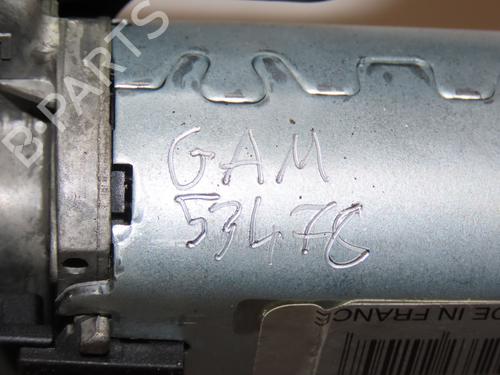 B-PARTS
GAM
53478
DE IN FRANCE